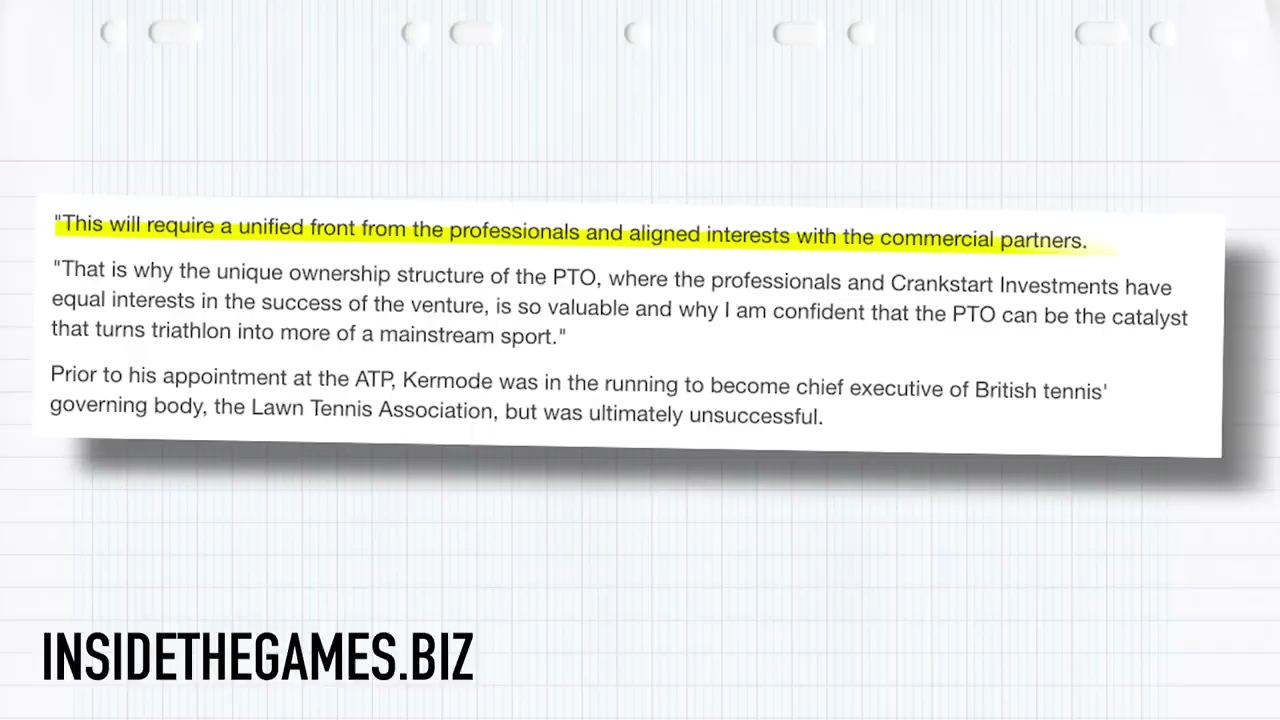 "This will require a unified front from the professionals and aligned interests with the commercial partners.
"That is why the unique ownership structure of the PTO, where the professionals and Crankstart Investments have
equal interests in the success of the venture, is so valuable and why I am confident that the PTO can be the catalyst
that turns triathlon into more of a mainstream sport."
Prior to his appointment at the ATP, Kermode was in the running to become chief executive of British tennis'
governing body, the Lawn Tennis Association, but was ultimately unsuccessful.
INSIDETHEGAMES.BIZ